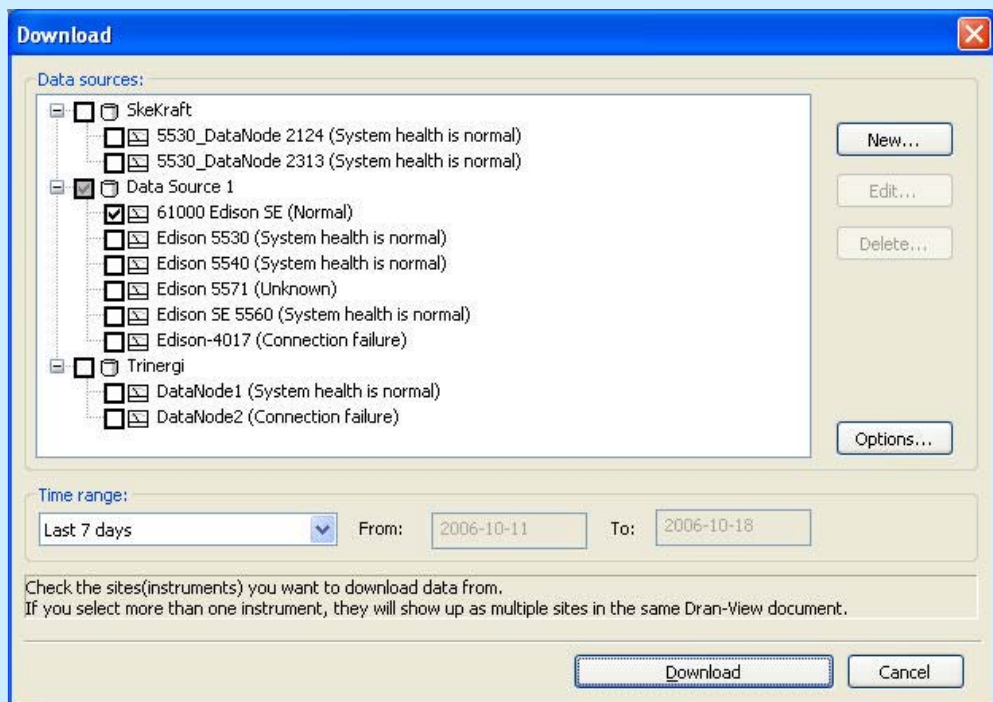 Download
Data sources:
SkeKraft
5530_DataNode 2124 (System health is normal)
5530_DataNode 2313 (System health is normal)
Data Source 1
61000 Edison SE (Normal)
Edison 5530 (System health is normal)
Edison 5540 (System health is normal)
Edison 5571 (Unknown)
Edison SE 5560 (System health is normal)
Edison-4017 (Connection failure)
Trinergi
DataNode1 (System health is normal)
DataNode2 (Connection failure)
New...
Edit...
Delete...
Options...
Time range:
Last 7 days From: 2006-10-11 To: 2006-10-18
Check the sites(instruments) you want to download data from.
If you select more than one instrument, they will show up as multiple sites in the same Dran-View document.
Download Cancel